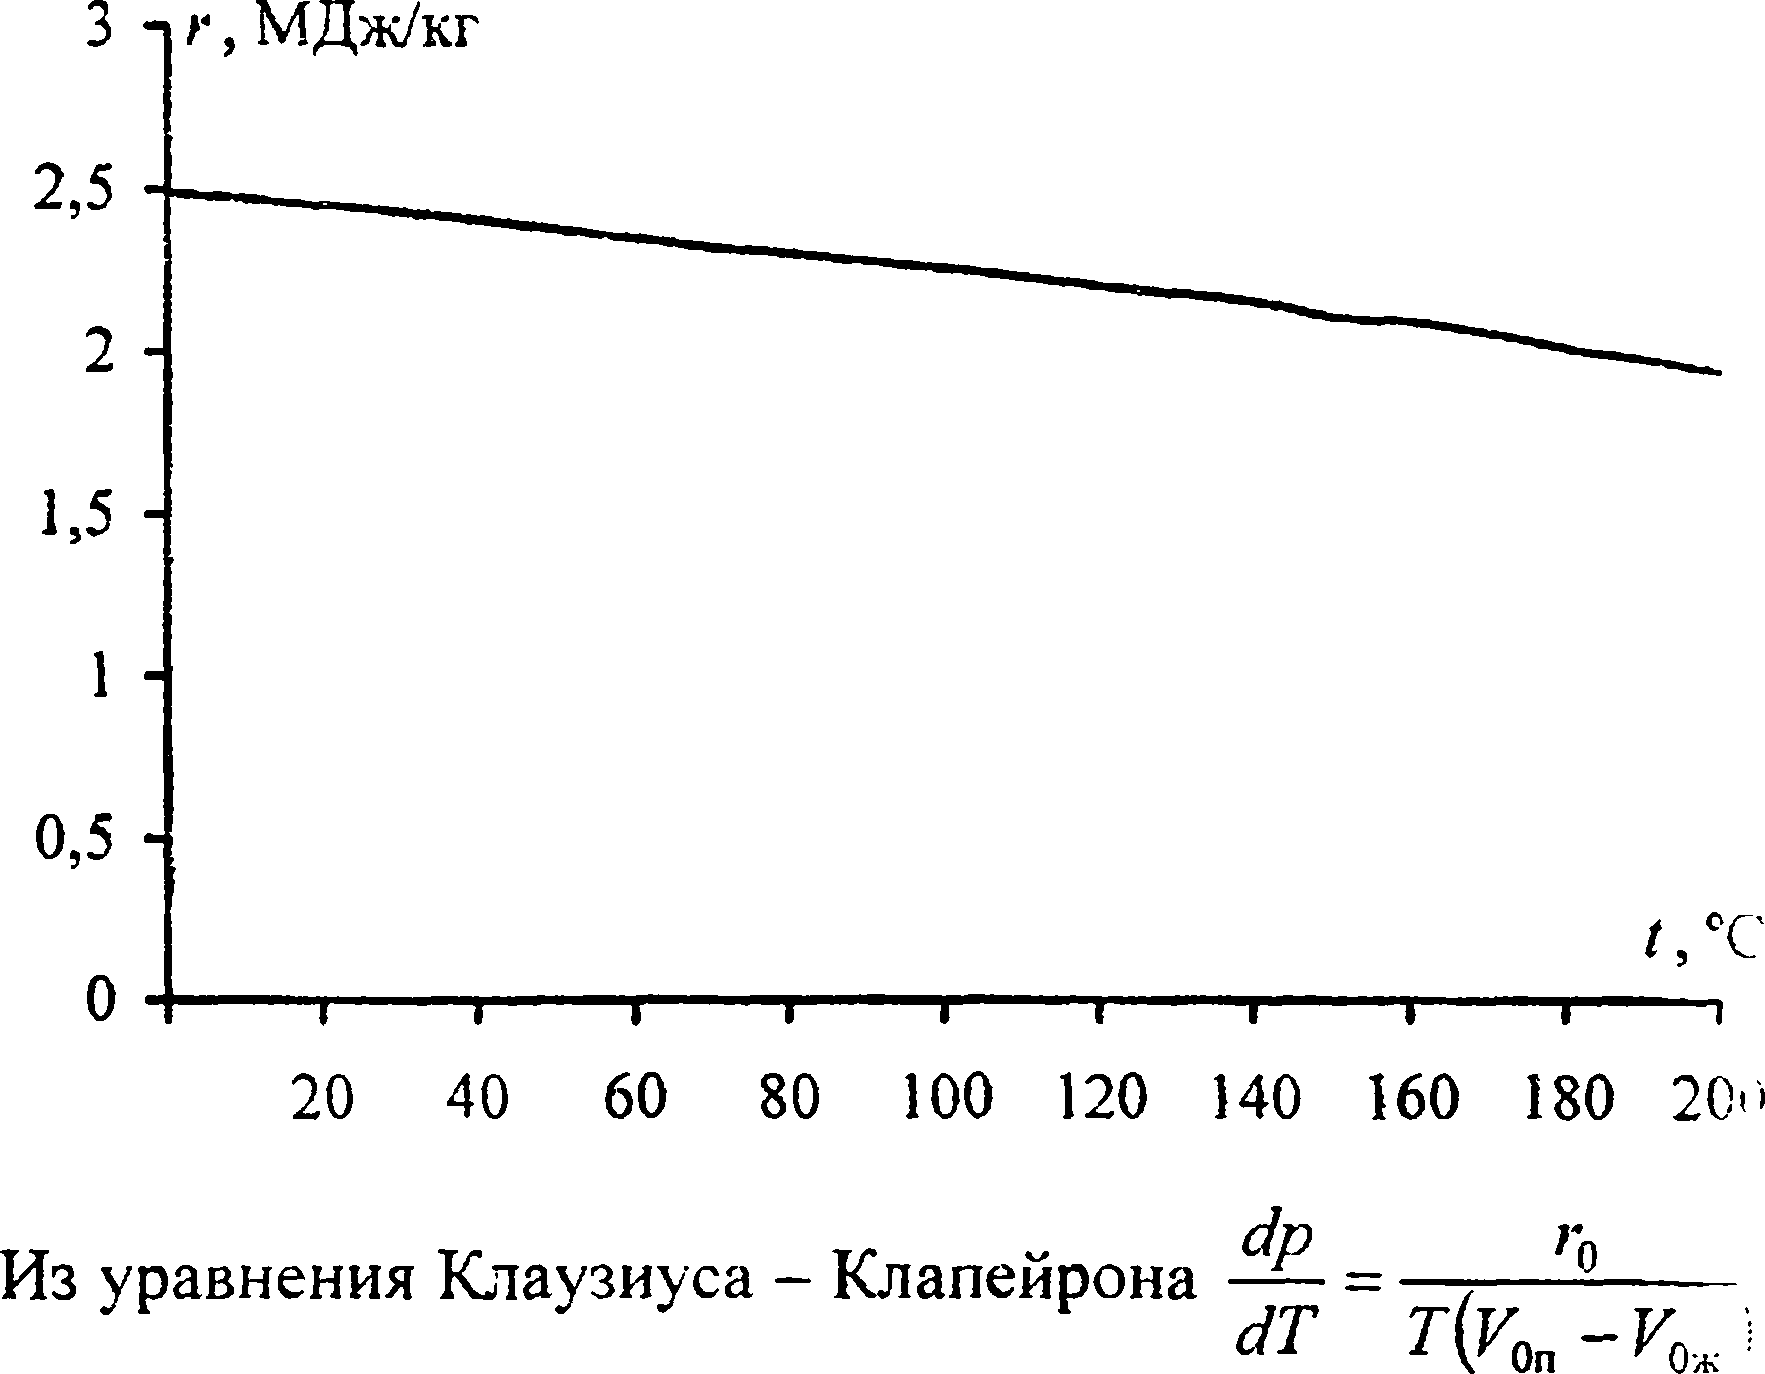 3 r, МДж/кг
2,5
2
1,5
1
0,5
t, °C
0
20 40 60 80 100 120 140 160 180 200
Из уравнения Клаузиуса – Клапейрона dp/dT = r₀/T(V₀п – V₀ж)